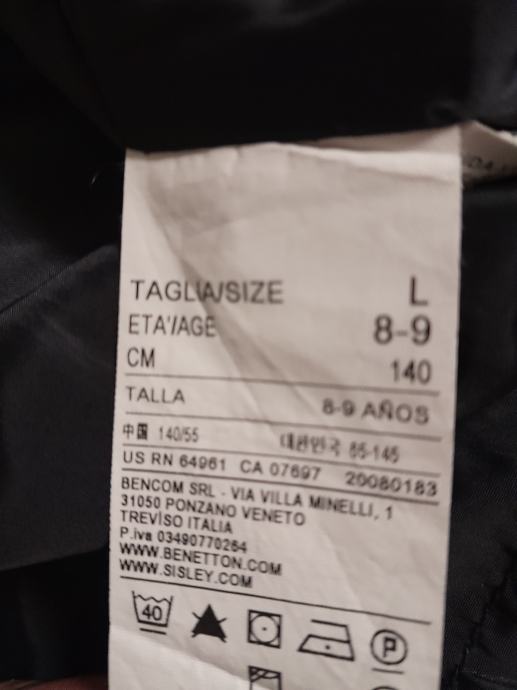 TAGLIA/SIZE L
ETA'/AGE 8-9
CM 140
TALLA 8-9 AÑOS
中国 140/55 대한민국 65-145
US RN 64961 CA 07697 20080183
BENCOM SRL - VIA VILLA MINELLI, 1
31050 PONZANO VENETO
TREVISO ITALIA
P.iva 03490770264
WWW.BENETTON.COM
WWW.SISLEY.COM
40
P